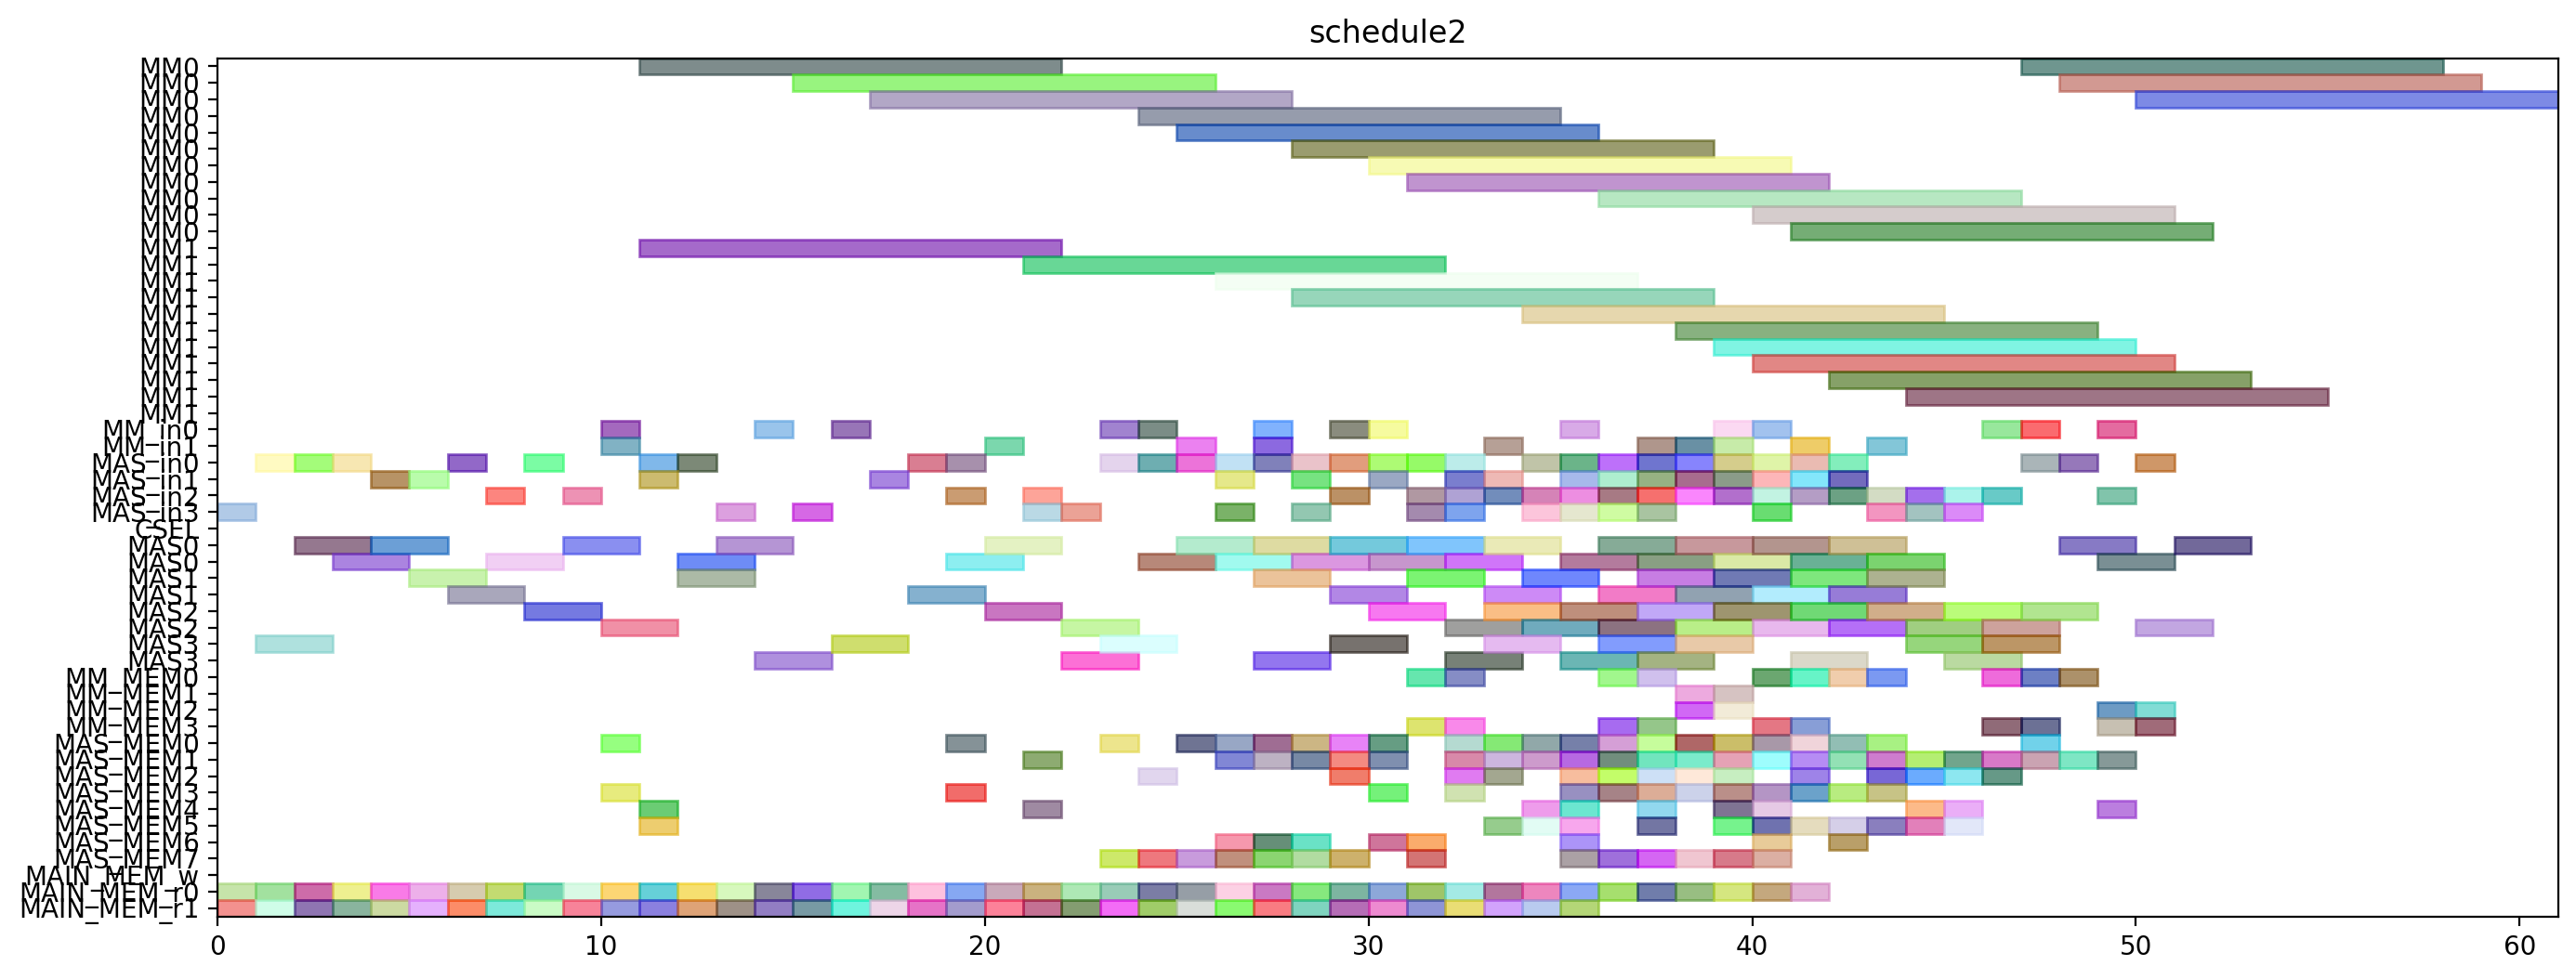 schedule2
MM0
MM0
MM0
MM0
MM0
MM0
MM0
MM0
MM0
MM0
MM0
MM1
MM1
MM1
MM1
MM1
MM1
MM1
MM1
MM1
MM1
MM1
MM_in0
MM_in1
MAS_in0
MAS_in1
MAS_in2
MAS_in3
CSEL
MAS0
MAS0
MAS1
MAS1
MAS2
MAS2
MAS3
MAS3
MM_MEM0
MM_MEM1
MM_MEM2
MM_MEM3
MAS_MEM0
MAS_MEM1
MAS_MEM2
MAS_MEM3
MAS_MEM4
MAS_MEM5
MAS_MEM6
MAS_MEM7
MAIN_MEM_w
MAIN_MEM_r0
MAIN_MEM_r1
0 10 20 30 40 50 60